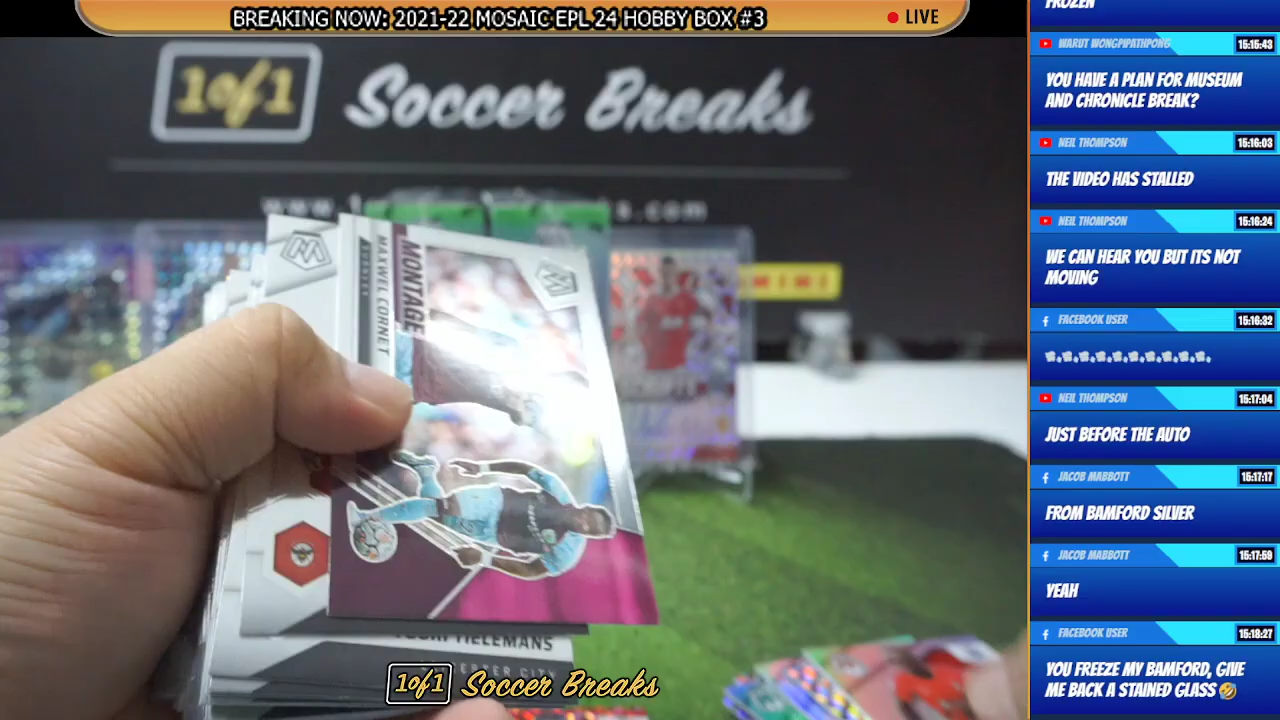 BREAKING NOW: 2021-22 MOSAIC EPL 24 HOBBY BOX #3
LIVE
1of1 Soccer Breaks
MONTAGE
MAXWEL CORNET
TIELEMANS
1of1 Soccer Breaks
FROZEN
WARUT WONGPIPATHPONG 15:15:43
YOU HAVE A PLAN FOR MUSEUM
AND CHRONICLE BREAK?
NEIL THOMPSON 15:16:03
THE VIDEO HAS STALLED
NEIL THOMPSON 15:16:24
WE CAN HEAR YOU BUT ITS NOT
MOVING
FACEBOOK USER 15:16:32
NEIL THOMPSON 15:17:04
JUST BEFORE THE AUTO
JACOB MABBOTT 15:17:17
FROM BAMFORD SILVER
JACOB MABBOTT 15:17:59
YEAH
FACEBOOK USER 15:18:27
YOU FREEZE MY BAMFORD, GIVE
ME BACK A STAINED GLASS🤣